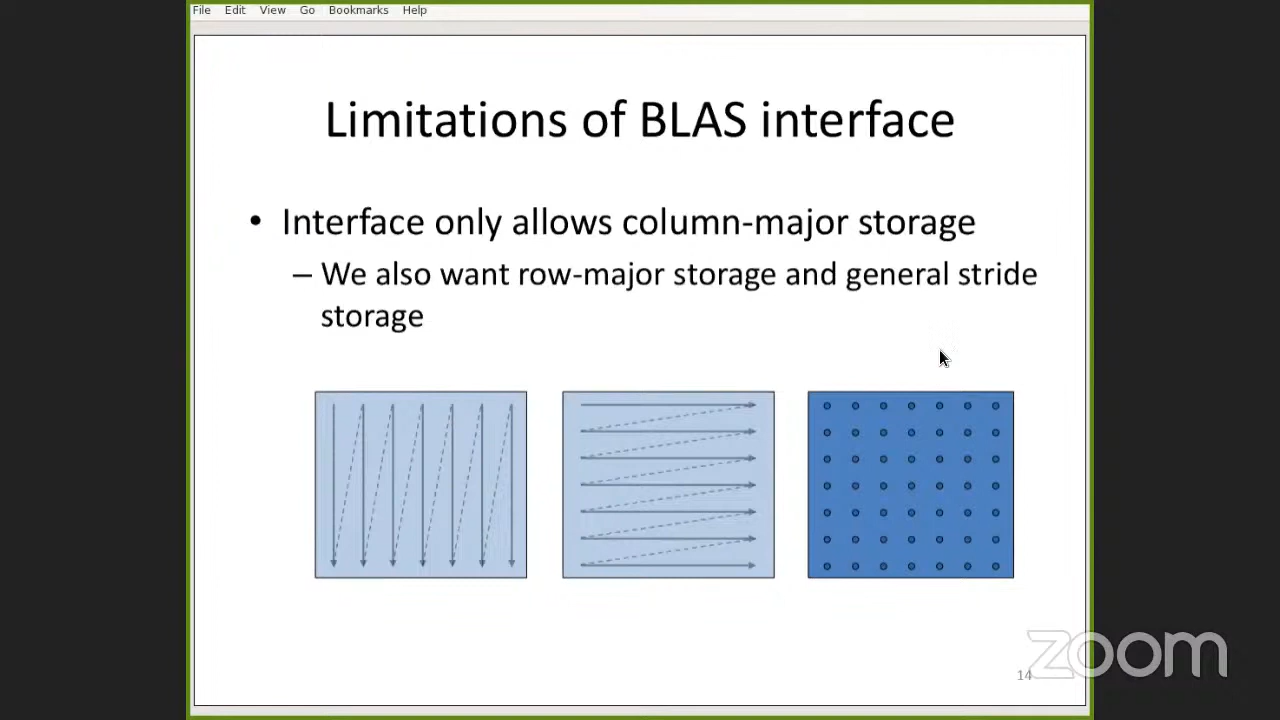 File Edit View Go Bookmarks Help
Limitations of BLAS interface
• Interface only allows column-major storage
– We also want row-major storage and general stride
storage
14
zoom